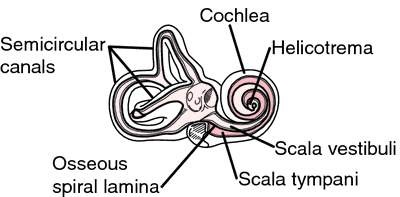 Cochlea
Semicircular
canals
Helicotrema
Scala vestibuli
Osseous
spiral lamina
Scala tympani